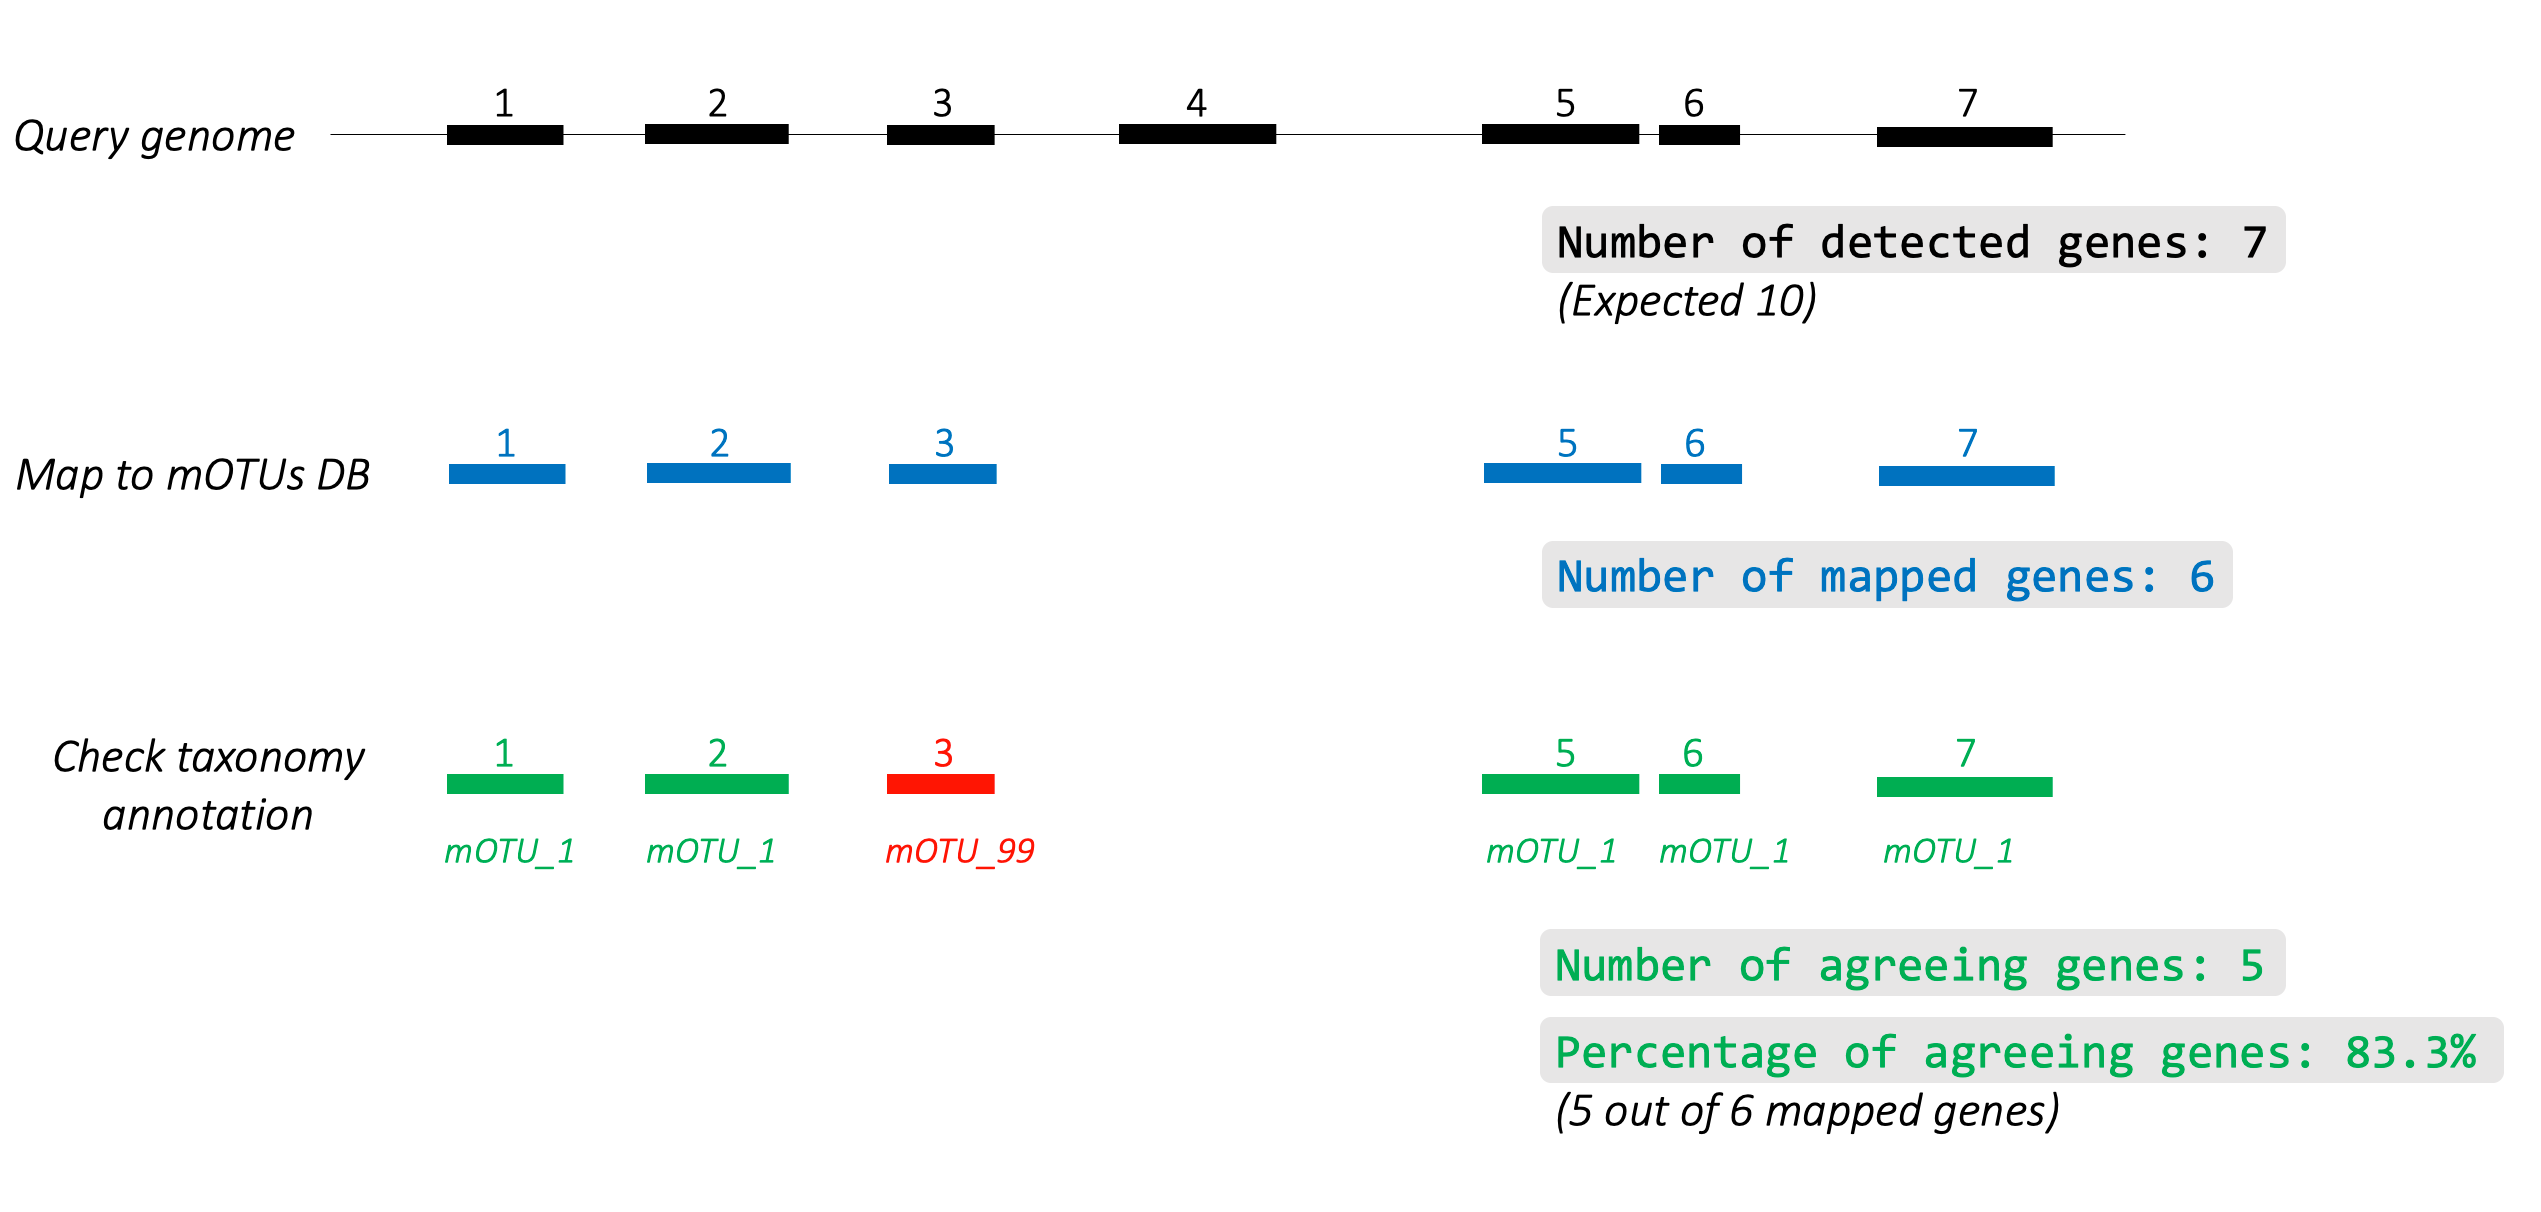 1 2 3 4 5 6 7
Query genome
Number of detected genes: 7
(Expected 10)
1 2 3 5 6 7
Map to mOTUs DB
Number of mapped genes: 6
1 2 3 5 6 7
Check taxonomy
annotation
mOTU_1 mOTU_1 mOTU_99 mOTU_1 mOTU_1 mOTU_1
Number of agreeing genes: 5
Percentage of agreeing genes: 83.3%
(5 out of 6 mapped genes)